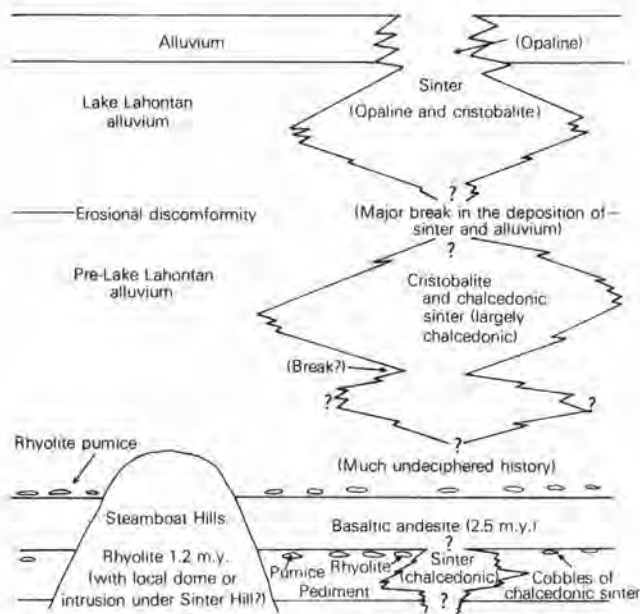 Alluvium
(Opaline)
Sinter
(Opaline and cristobalite)
Lake Lahontan
alluvium
?
Erosional discomformity
(Major break in the deposition of
sinter and alluvium)
?
Pre-Lake Lahontan
alluvium
Cristobalite
and chalcedonic
sinter (largely
chalcedonic)
(Break?)
?
?
?
Rhyolite pumice
(Much undeciphered history)
Steamboat Hills
Basaltic andesite (2.5 m.y.)
?
Rhyolite 1.2 m.y.
(with local dome or
intrusion under Sinter Hill?)
Pumice
Rhyolite
Pediment
Sinter
(chalcedonic)
?
Cobbles of
chalcedonic sinter